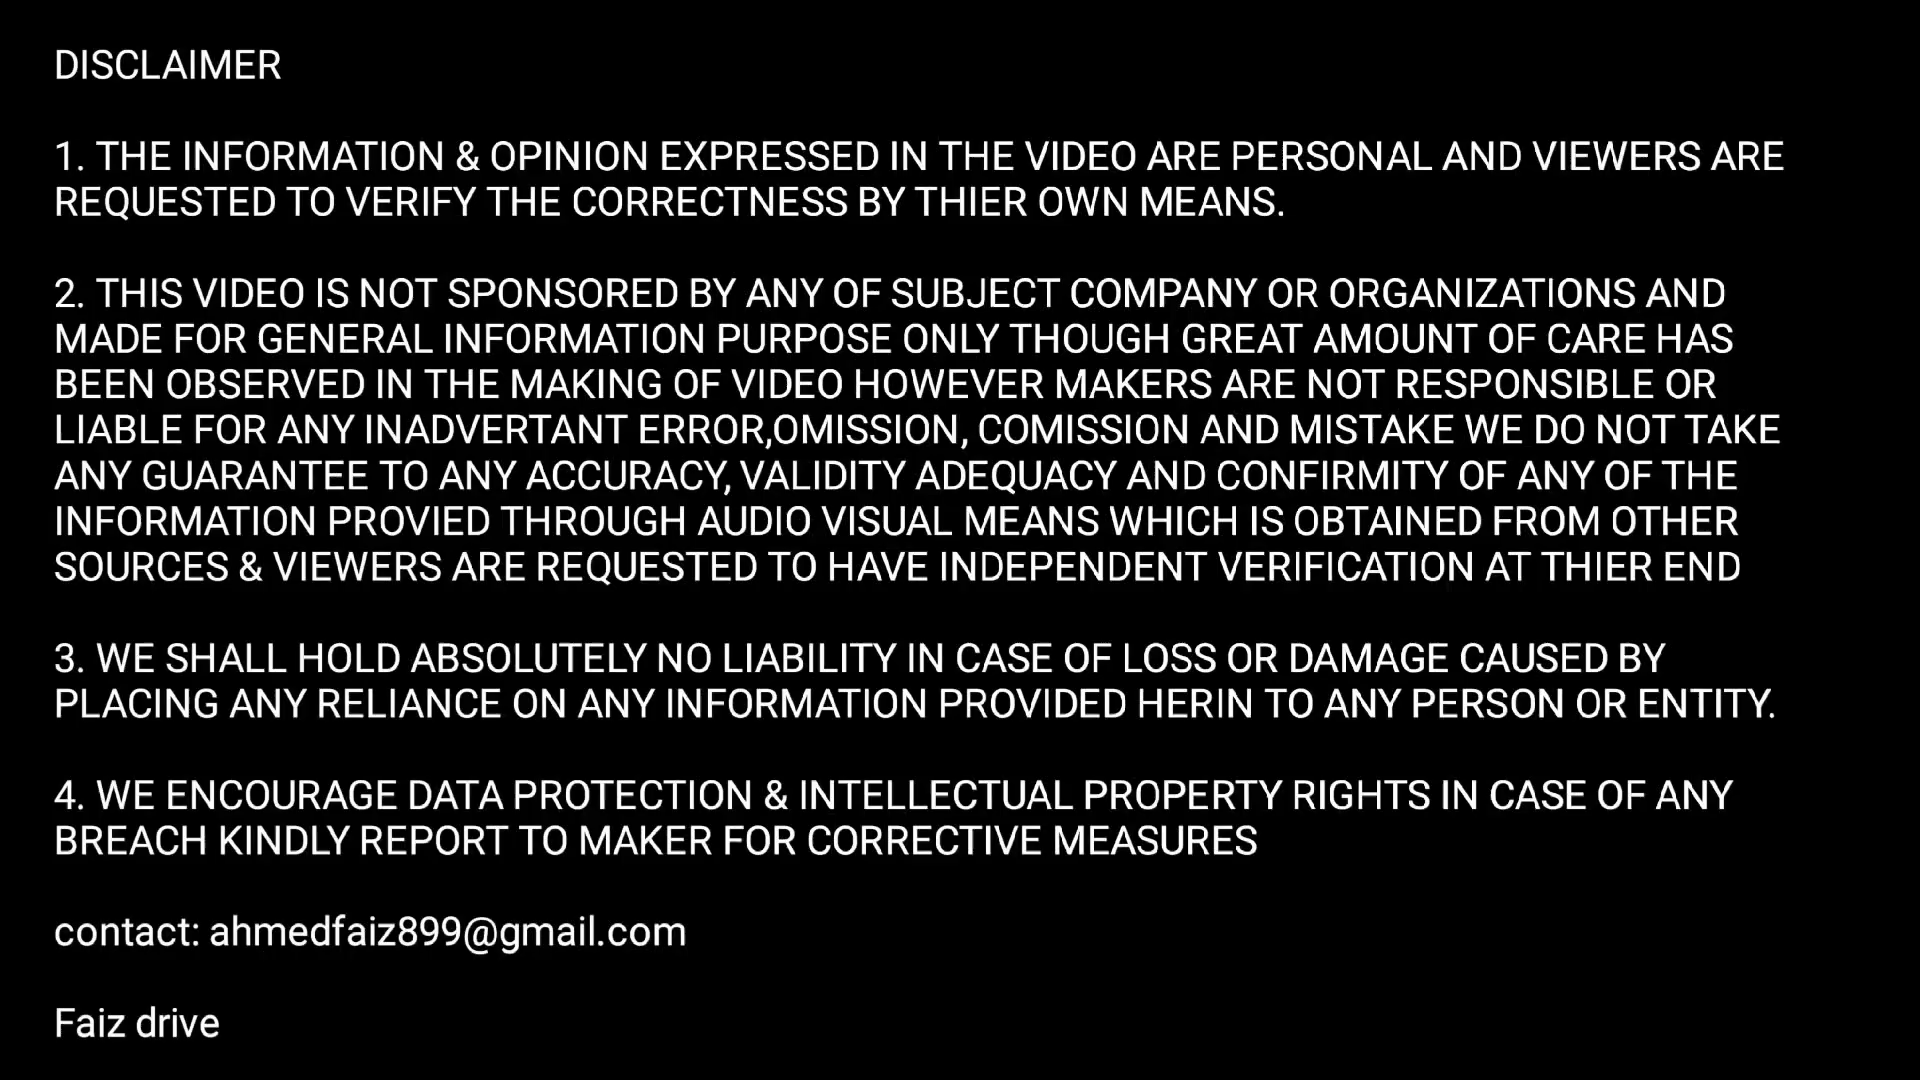 DISCLAIMER
1. THE INFORMATION & OPINION EXPRESSED IN THE VIDEO ARE PERSONAL AND VIEWERS ARE
REQUESTED TO VERIFY THE CORRECTNESS BY THIER OWN MEANS.
2. THIS VIDEO IS NOT SPONSORED BY ANY OF SUBJECT COMPANY OR ORGANIZATIONS AND
MADE FOR GENERAL INFORMATION PURPOSE ONLY THOUGH GREAT AMOUNT OF CARE HAS
BEEN OBSERVED IN THE MAKING OF VIDEO HOWEVER MAKERS ARE NOT RESPONSIBLE OR
LIABLE FOR ANY INADVERTANT ERROR,OMISSION, COMISSION AND MISTAKE WE DO NOT TAKE
ANY GUARANTEE TO ANY ACCURACY, VALIDITY ADEQUACY AND CONFIRMITY OF ANY OF THE
INFORMATION PROVIED THROUGH AUDIO VISUAL MEANS WHICH IS OBTAINED FROM OTHER
SOURCES & VIEWERS ARE REQUESTED TO HAVE INDEPENDENT VERIFICATION AT THIER END
3. WE SHALL HOLD ABSOLUTELY NO LIABILITY IN CASE OF LOSS OR DAMAGE CAUSED BY
PLACING ANY RELIANCE ON ANY INFORMATION PROVIDED HERIN TO ANY PERSON OR ENTITY.
4. WE ENCOURAGE DATA PROTECTION & INTELLECTUAL PROPERTY RIGHTS IN CASE OF ANY
BREACH KINDLY REPORT TO MAKER FOR CORRECTIVE MEASURES
contact: ahmedfaiz899@gmail.com
Faiz drive